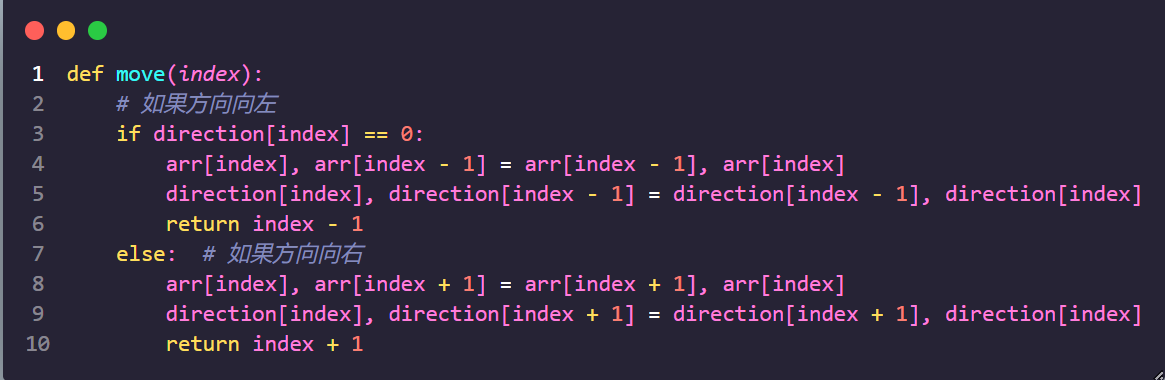 1 def move(index):
2 # 如果方向向左
3 if direction[index] == 0:
4 arr[index], arr[index - 1] = arr[index - 1], arr[index]
5 direction[index], direction[index - 1] = direction[index - 1], direction[index]
6 return index - 1
7 else: # 如果方向向右
8 arr[index], arr[index + 1] = arr[index + 1], arr[index]
9 direction[index], direction[index + 1] = direction[index + 1], direction[index]
10 return index + 1